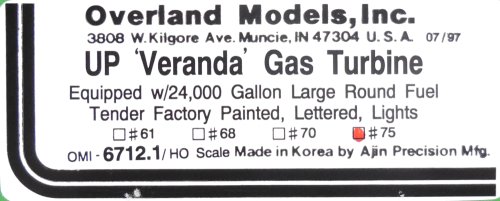 Overland Models, Inc.
3808 W. Kilgore Ave. Muncie, IN 47304 U.S.A. 07/97
UP 'Veranda' Gas Turbine
Equipped w/24,000 Gallon Large Round Fuel
Tender Factory Painted, Lettered, Lights
☐ #61 ☐ #68 ☐ #70 ☒ #75
OMI - 6712.1/ HO Scale Made in Korea by Ajin Precision Mfg.